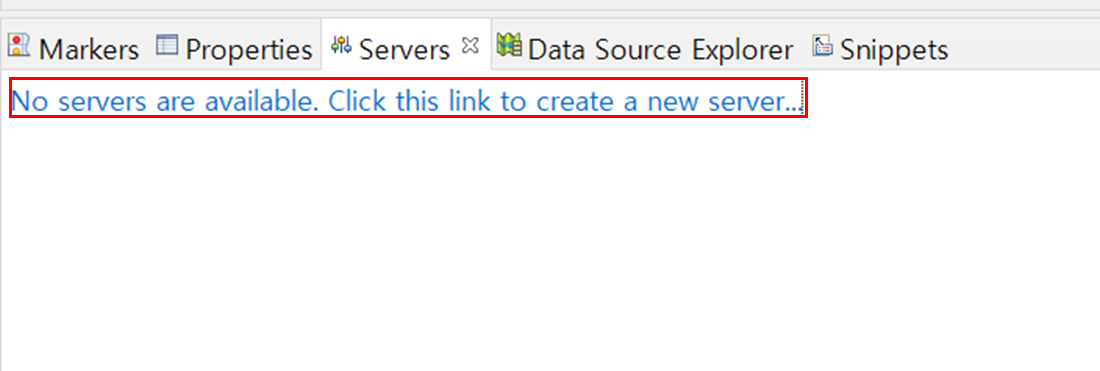 Markers Properties Servers Data Source Explorer Snippets
No servers are available. Click this link to create a new server...